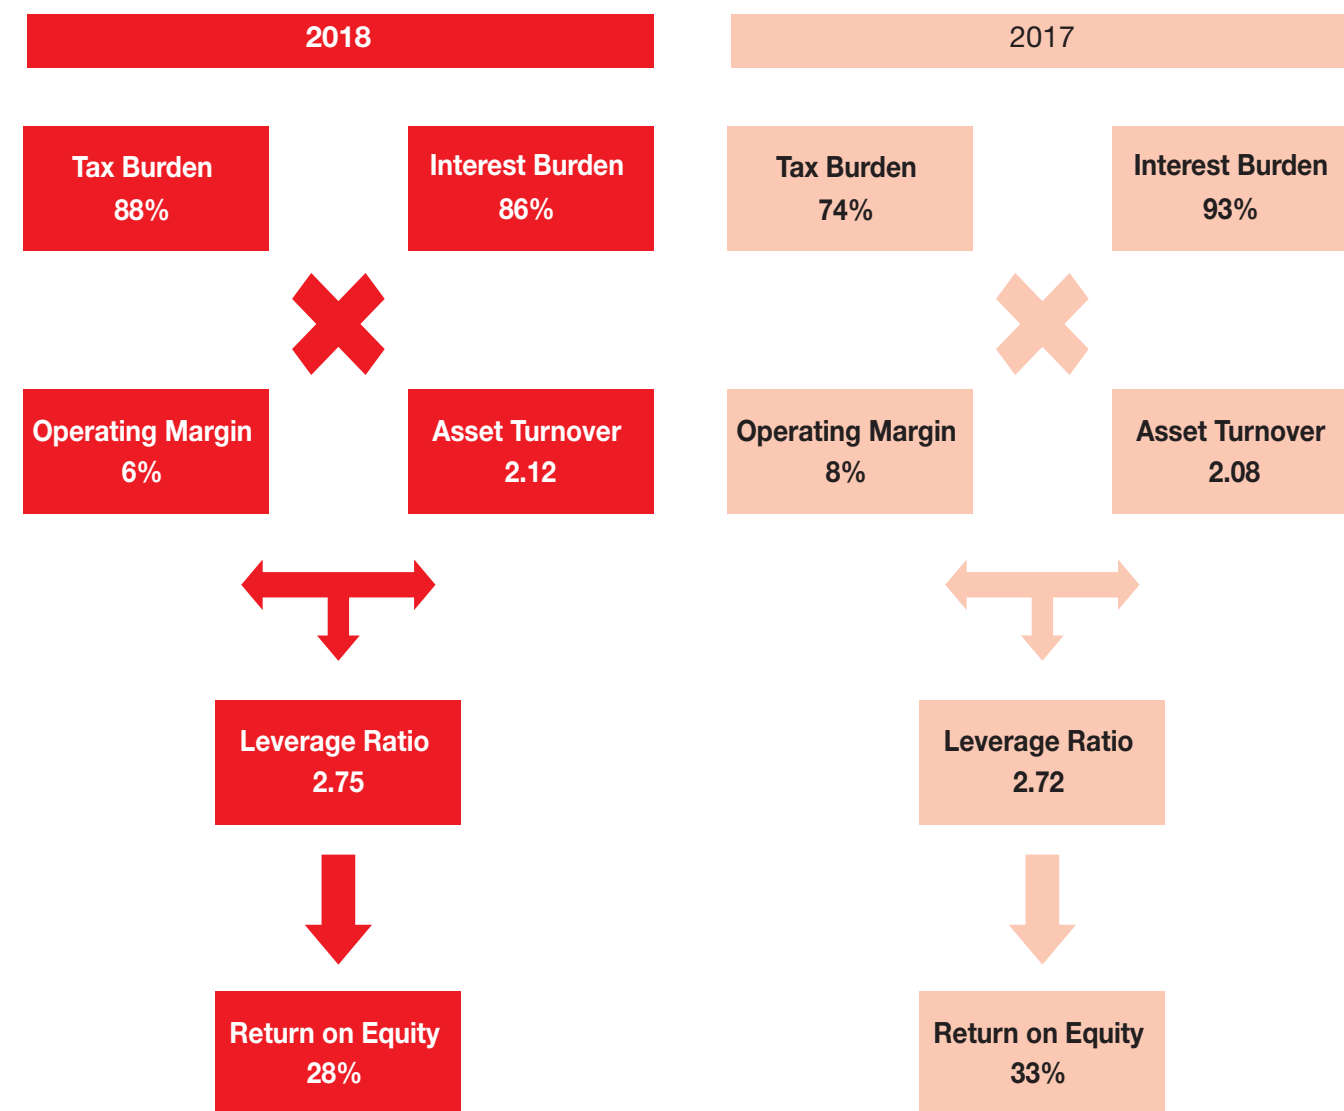 2018
Tax Burden
88%
Interest Burden
86%
Operating Margin
6%
Asset Turnover
2.12
Leverage Ratio
2.75
Return on Equity
28%
2017
Tax Burden
74%
Interest Burden
93%
Operating Margin
8%
Asset Turnover
2.08
Leverage Ratio
2.72
Return on Equity
33%